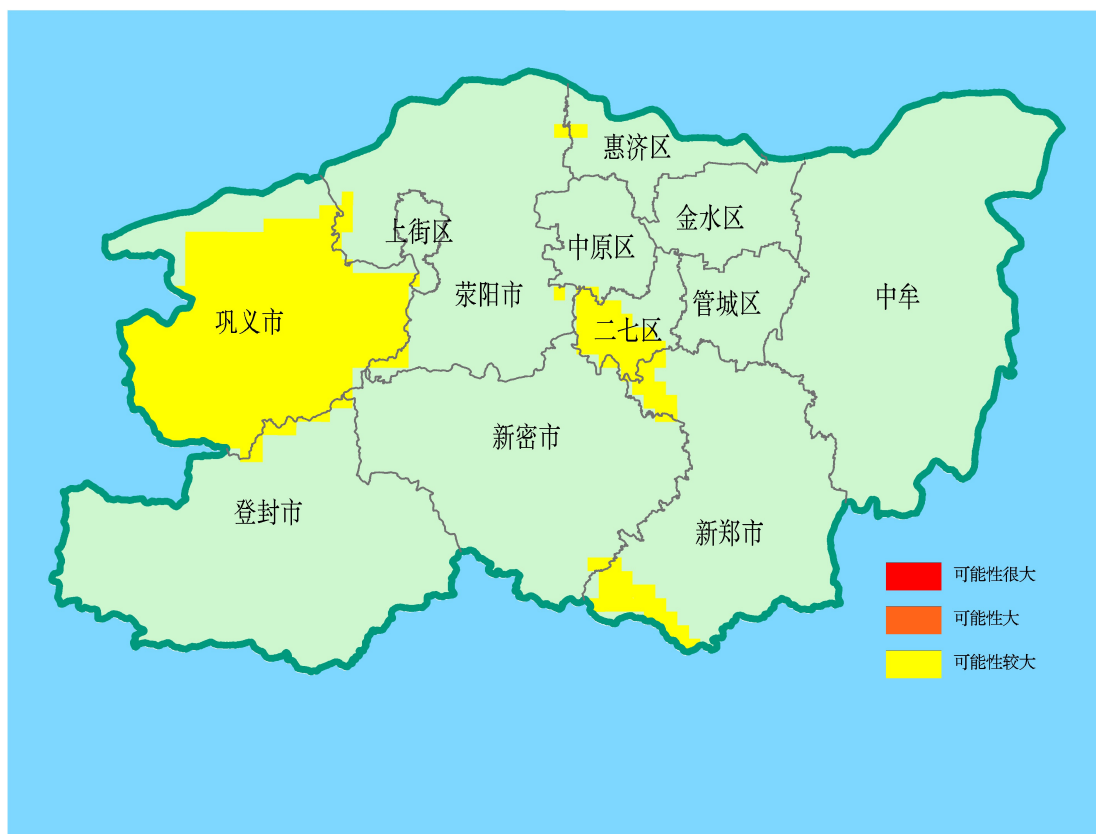 惠济区
金水区
上街区
中原区
荥阳市
管城区
中牟
巩义市
二七区
新密市
登封市
新郑市
可能性很大
可能性大
可能性较大